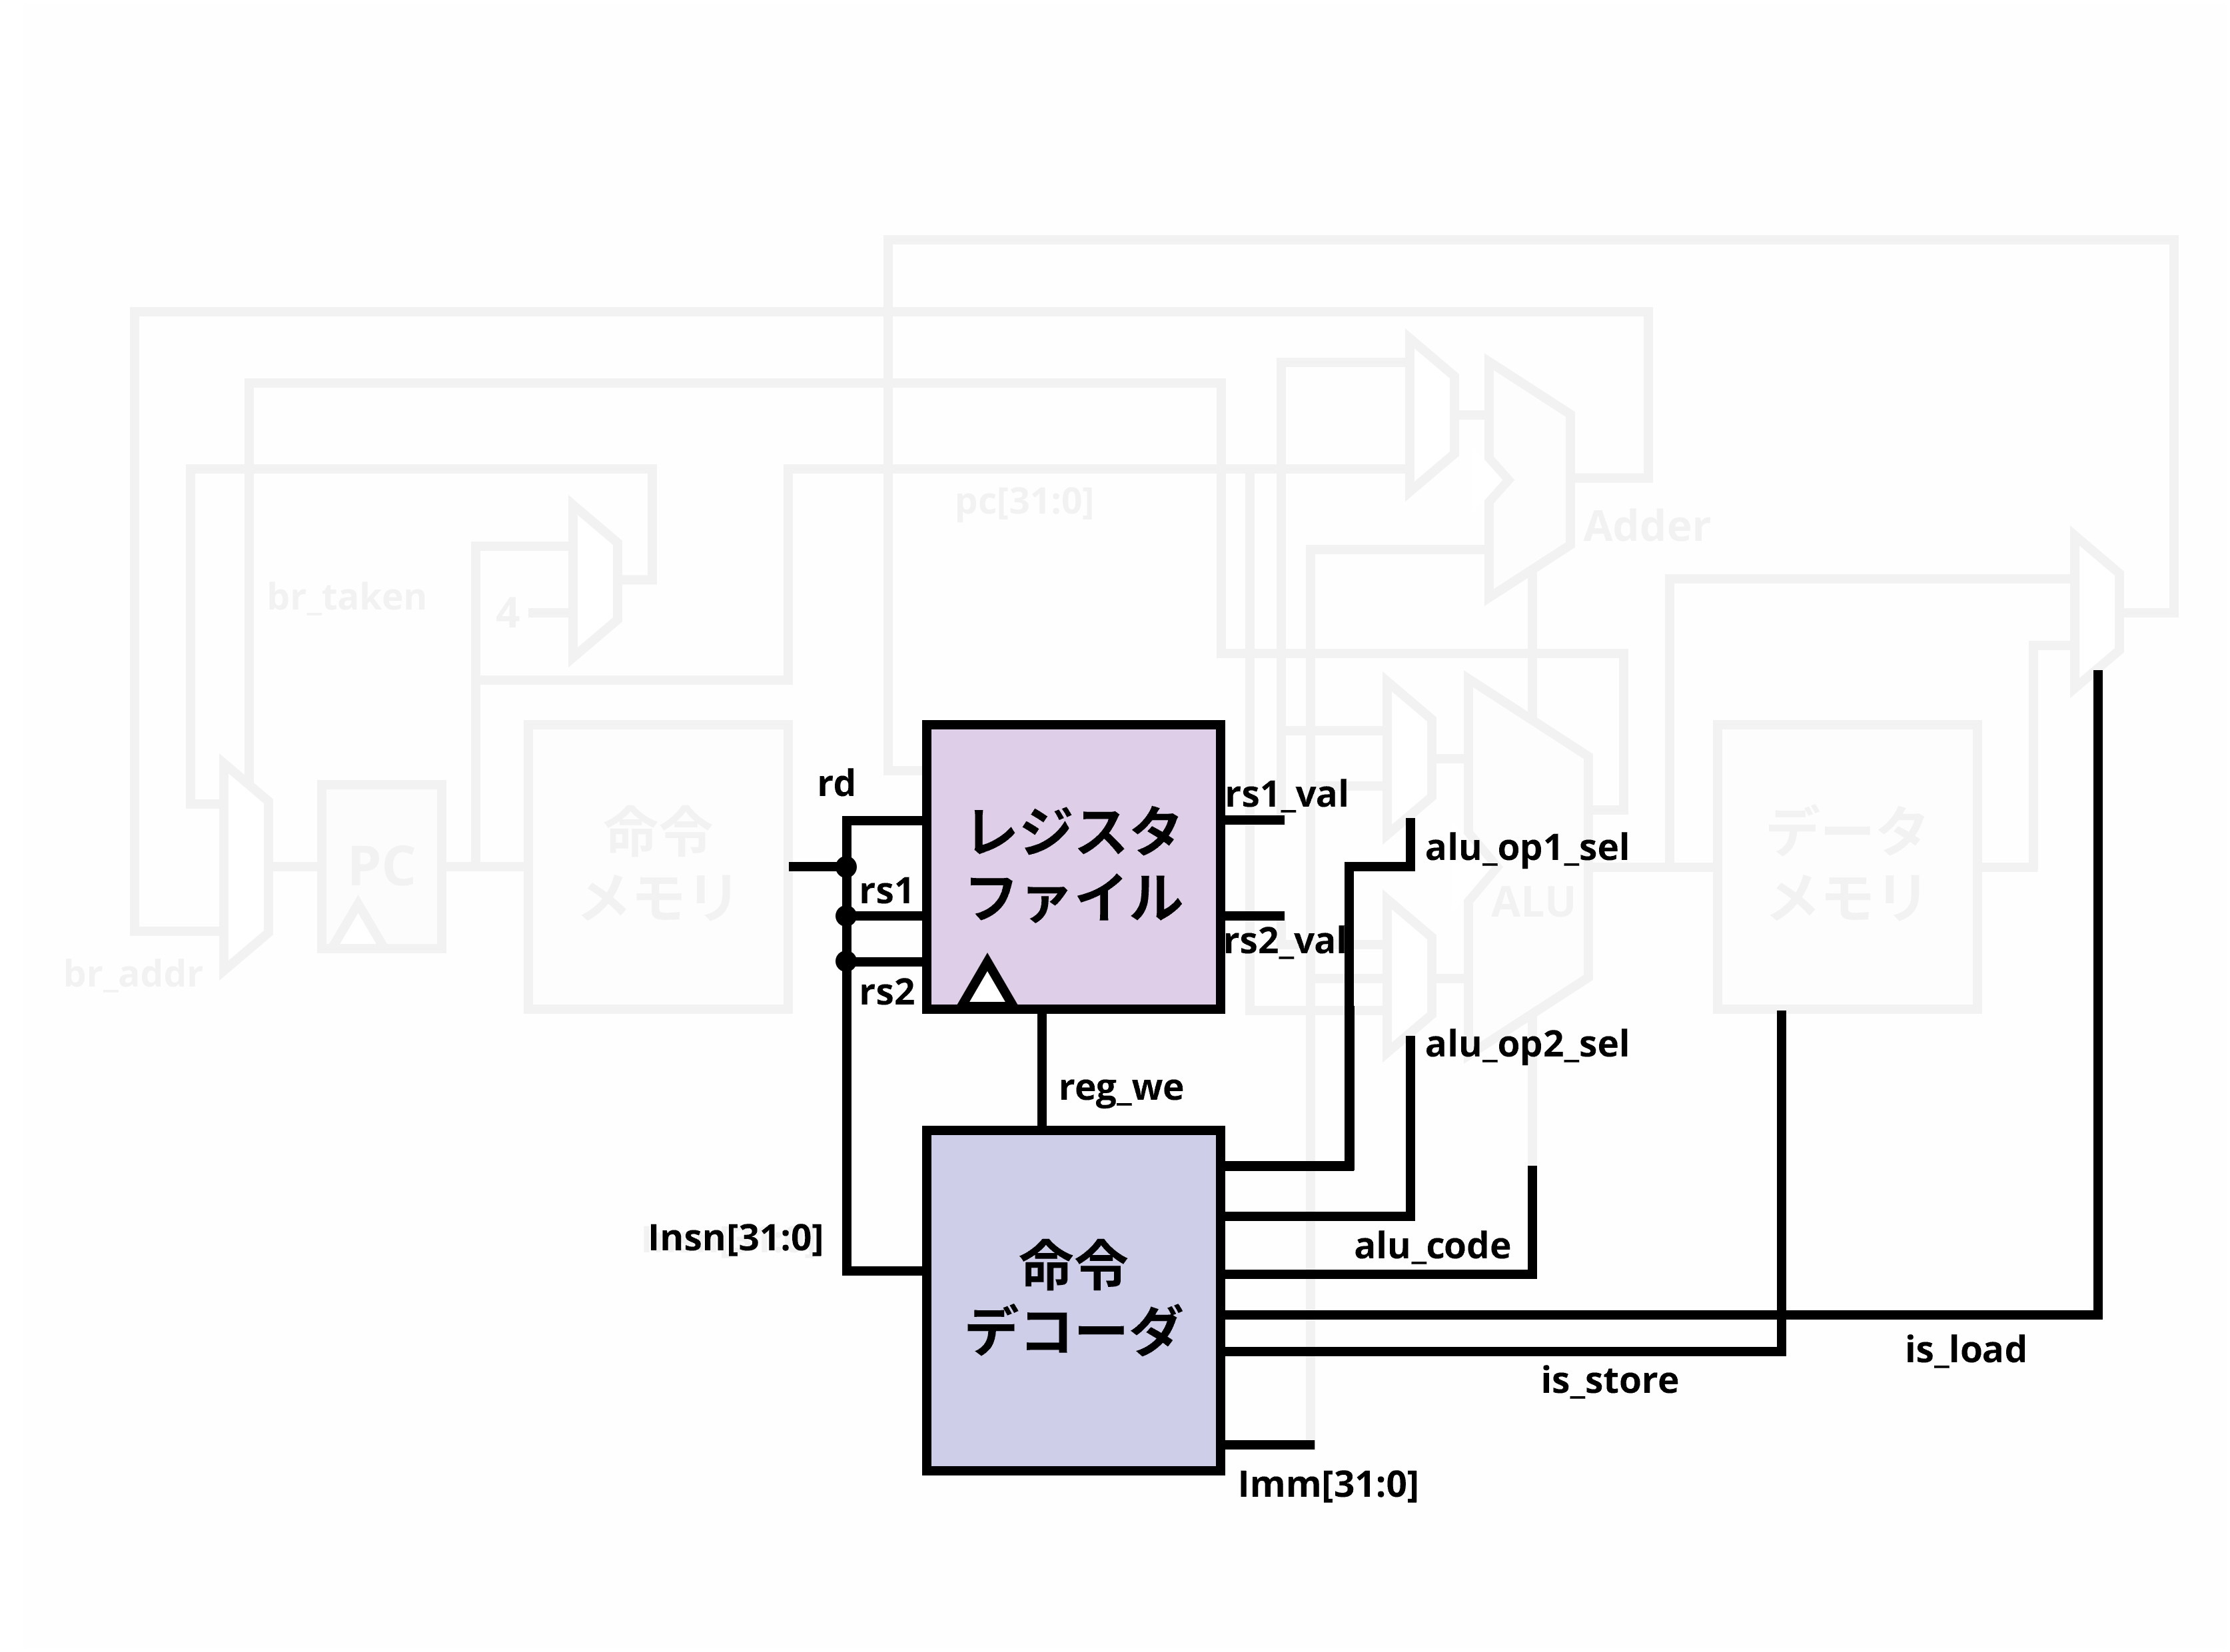 pc[31:0]
Adder
br_taken
4
rd
レジスタ
ファイル
rs1_val
命令
メモリ
PC
rs1
alu_op1_sel
ALU
データ
メモリ
rs2_val
br_addr
rs2
alu_op2_sel
reg_we
Insn[31:0]
alu_code
命令
デコーダ
is_load
is_store
Imm[31:0]